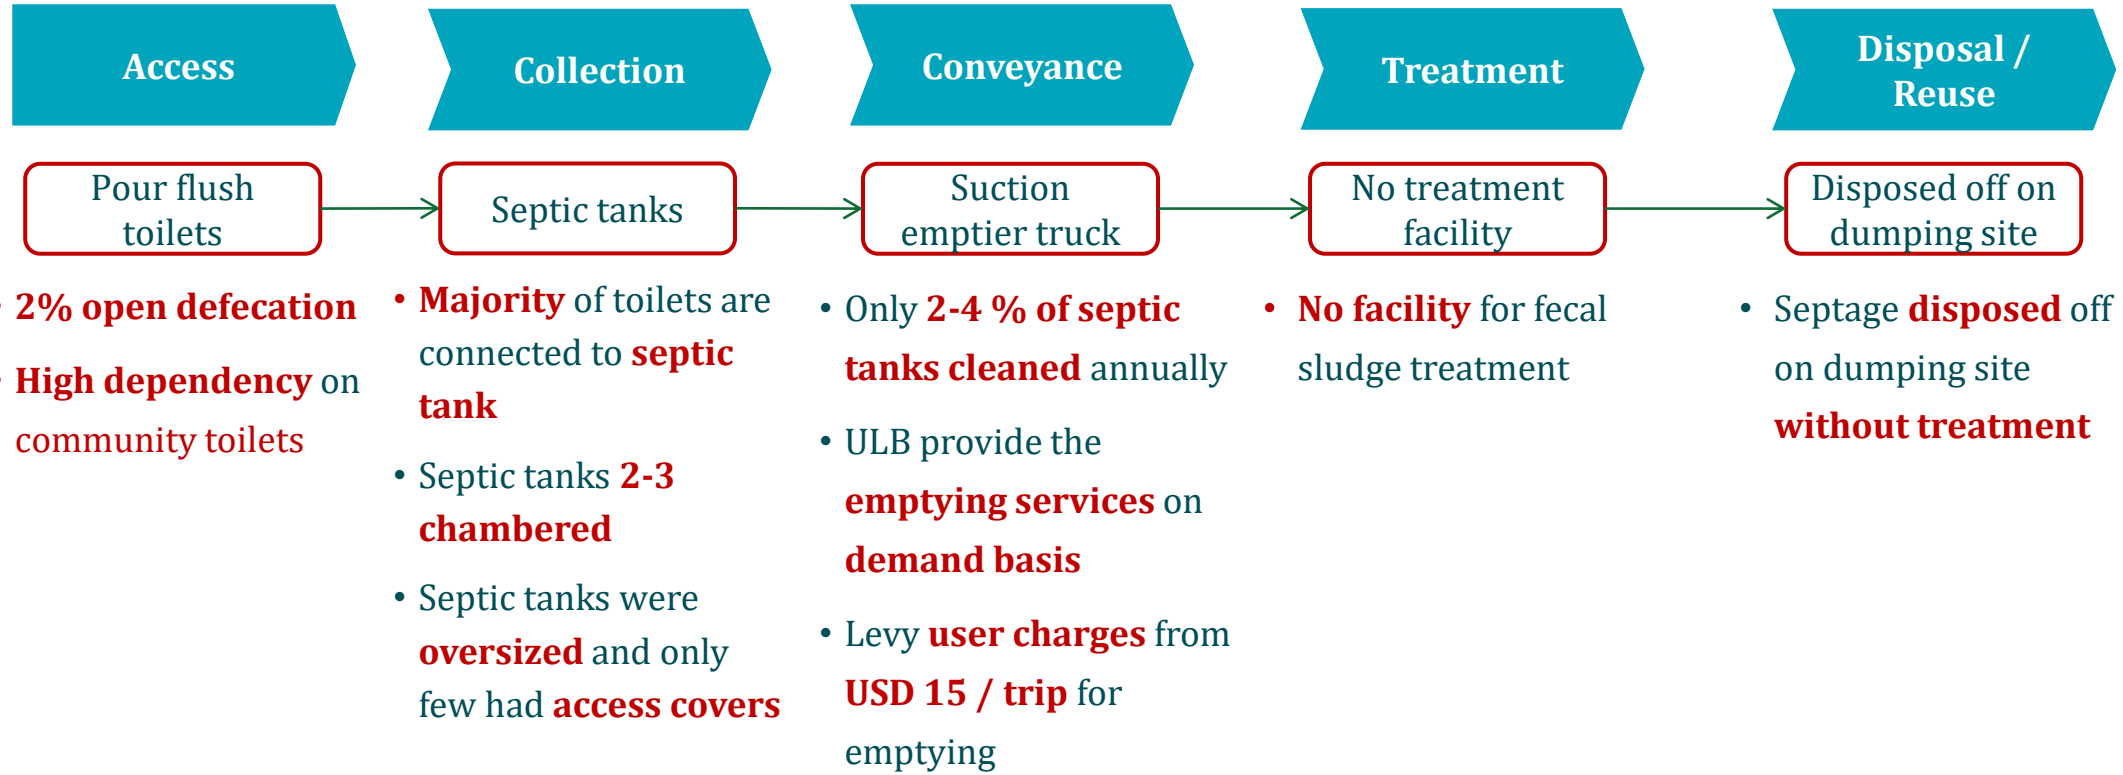 Access
Collection
Conveyance
Treatment
Disposal /
Reuse
Pour flush
toilets
Septic tanks
Suction
emptier truck
No treatment
facility
Disposed off on
dumping site
• 2% open defecation
• High dependency on
community toilets
• Majority of toilets are
connected to septic
tank
• Septic tanks 2-3
chambered
• Septic tanks were
oversized and only
few had access covers
• Only 2-4 % of septic
tanks cleaned annually
• ULB provide the
emptying services on
demand basis
• Levy user charges from
USD 15 / trip for
emptying
• No facility for fecal
sludge treatment
• Septage disposed off
on dumping site
without treatment